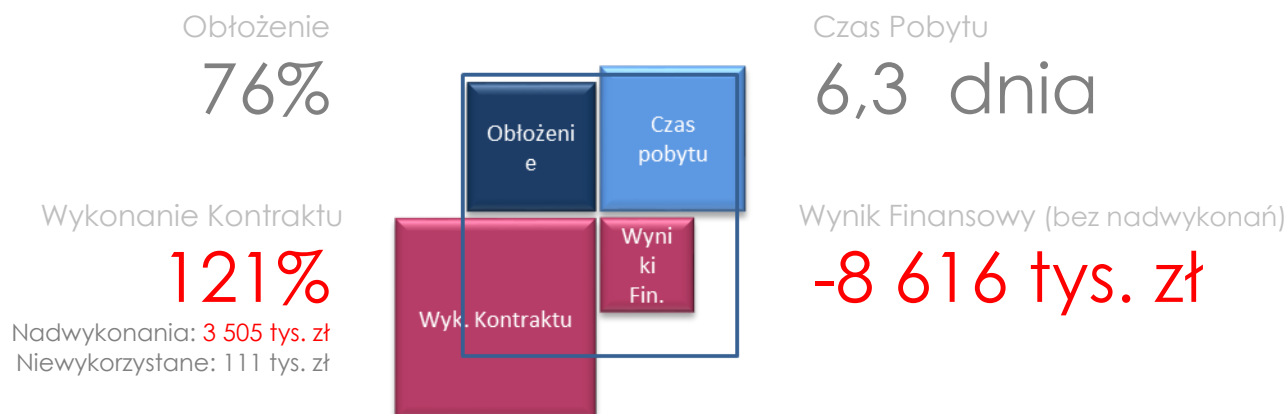 Obłożenie
76%
Czas Pobytu
6,3 dnia
Obłożeni
e
Czas
pobytu
Wykonanie Kontraktu
121%
Nadwykonania: 3 505 tys. zł
Niewykorzystane: 111 tys. zł
Wyk. Kontraktu
Wyni
ki
Fin.
Wynik Finansowy (bez nadwykonań)
-8 616 tys. zł